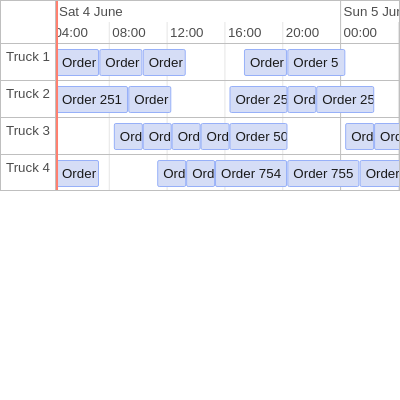 Sat 4 June Sun 5 Jun
04:00 08:00 12:00 16:00 20:00 00:00
Truck 1 Order Order Order Order Order 5
Truck 2 Order 251 Order Order 25 Ord Order 25
Truck 3 Ord Ord Ord Ord Order 50 Ord Ord
Truck 4 Order Ord Ord Order 754 Order 755 Order